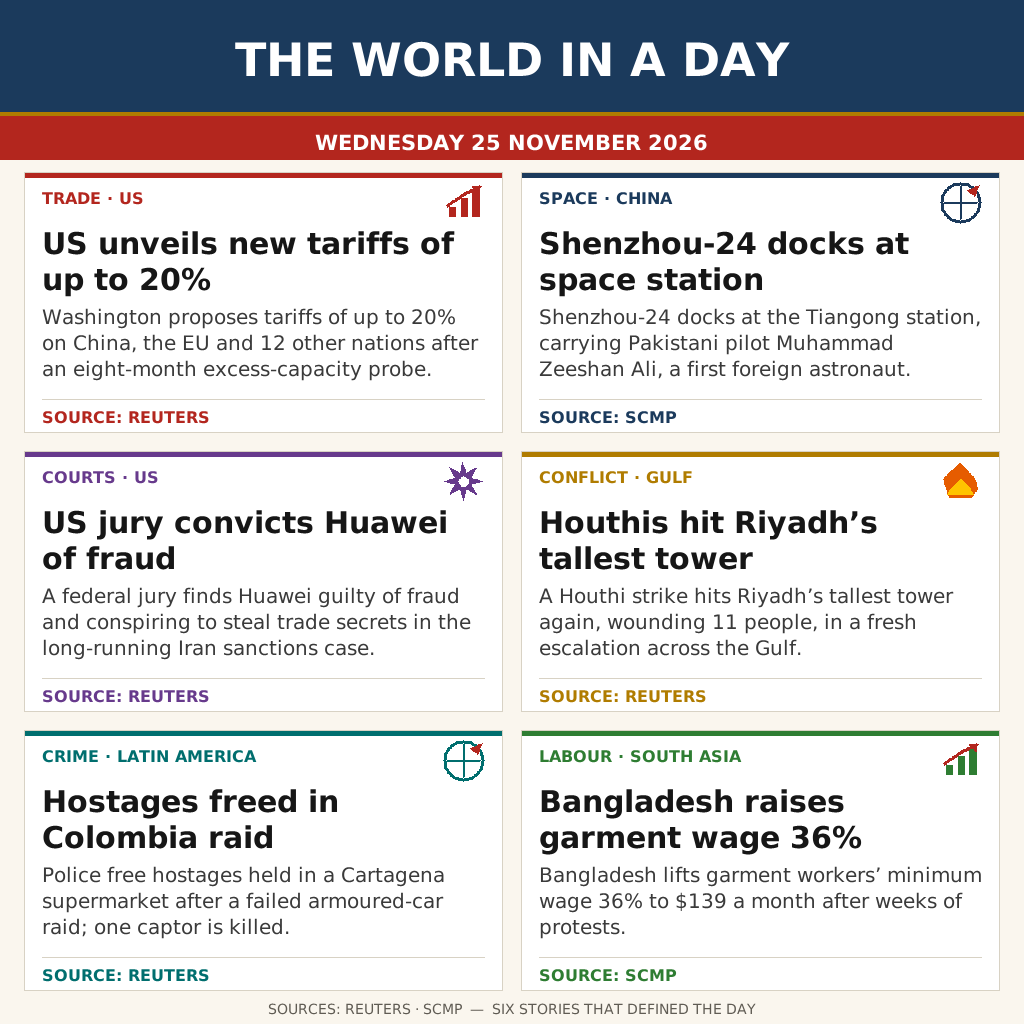 THE WORLD IN A DAY
WEDNESDAY 25 NOVEMBER 2026
TRADE · US
US unveils new tariffs of
up to 20%
Washington proposes tariffs of up to 20%
on China, the EU and 12 other nations after
an eight-month excess-capacity probe.
SOURCE: REUTERS
SPACE · CHINA
Shenzhou-24 docks at
space station
Shenzhou-24 docks at the Tiangong station,
carrying Pakistani pilot Muhammad
Zeeshan Ali, a first foreign astronaut.
SOURCE: SCMP
COURTS · US
US jury convicts Huawei
of fraud
A federal jury finds Huawei guilty of fraud
and conspiring to steal trade secrets in the
long-running Iran sanctions case.
SOURCE: REUTERS
CONFLICT · GULF
Houthis hit Riyadh’s
tallest tower
A Houthi strike hits Riyadh’s tallest tower
again, wounding 11 people, in a fresh
escalation across the Gulf.
SOURCE: REUTERS
CRIME · LATIN AMERICA
Hostages freed in
Colombia raid
Police free hostages held in a Cartagena
supermarket after a failed armoured-car
raid; one captor is killed.
SOURCE: REUTERS
LABOUR · SOUTH ASIA
Bangladesh raises
garment wage 36%
Bangladesh lifts garment workers’ minimum
wage 36% to $139 a month after weeks of
protests.
SOURCE: SCMP
SOURCES: REUTERS · SCMP — SIX STORIES THAT DEFINED THE DAY